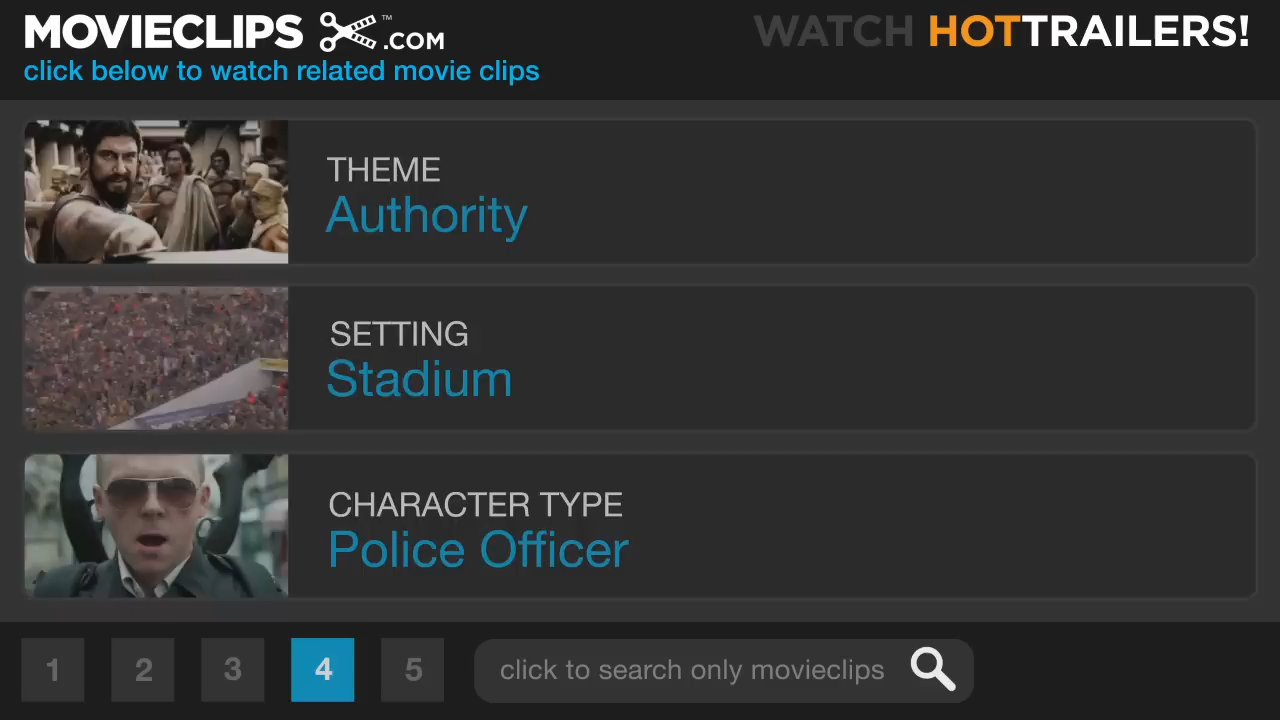 MOVIECLIPS™.COM
WATCH HOTTRAILERS!
click below to watch related movie clips
THEME
Authority
SETTING
Stadium
CHARACTER TYPE
Police Officer
1 2 3 4 5
click to search only movieclips